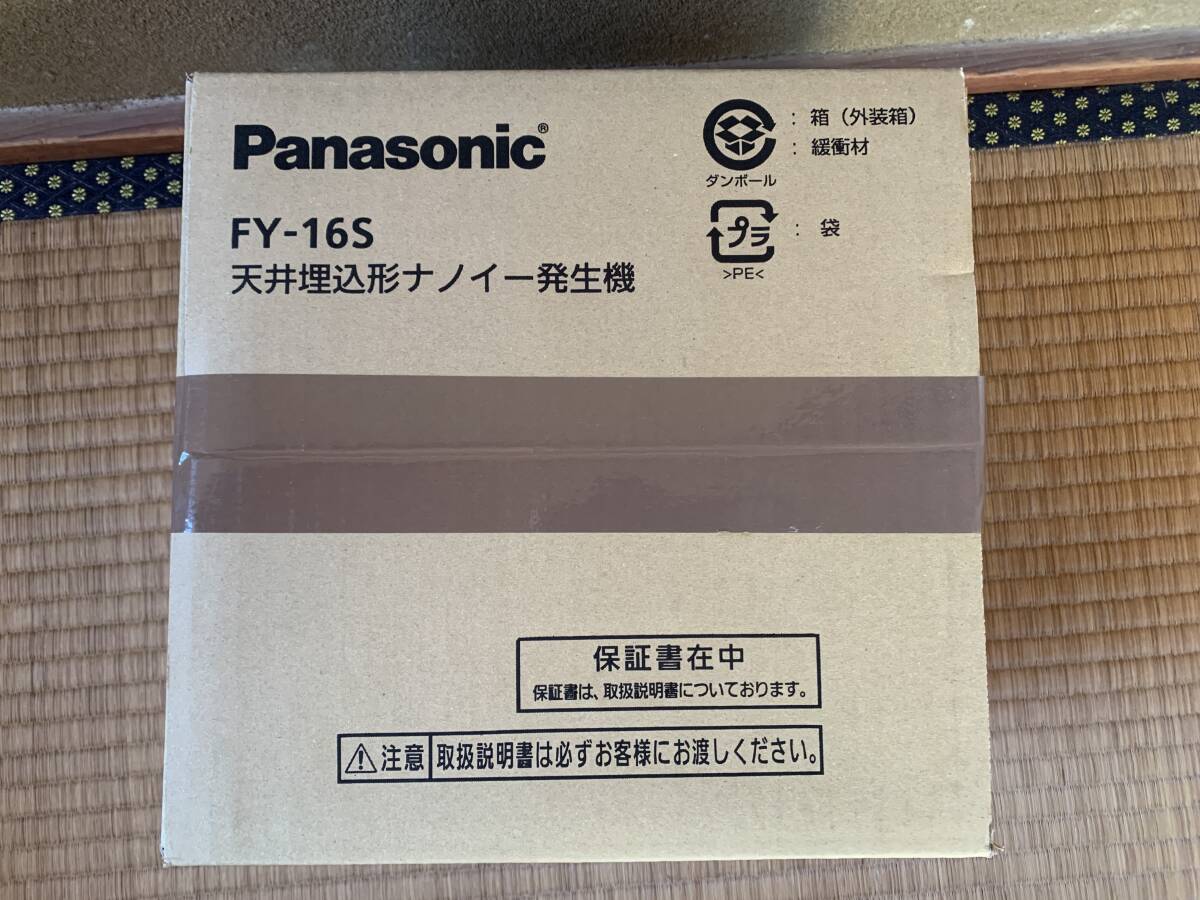 Panasonic®
FY-16S
天井埋込形ナノイー発生機
: 箱（外装箱）
: 緩衝材
ダンボール
プラ : 袋
>PE<
保証書在中
保証書は、取扱説明書についております。
⚠注意 取扱説明書は必ずお客様にお渡しください。